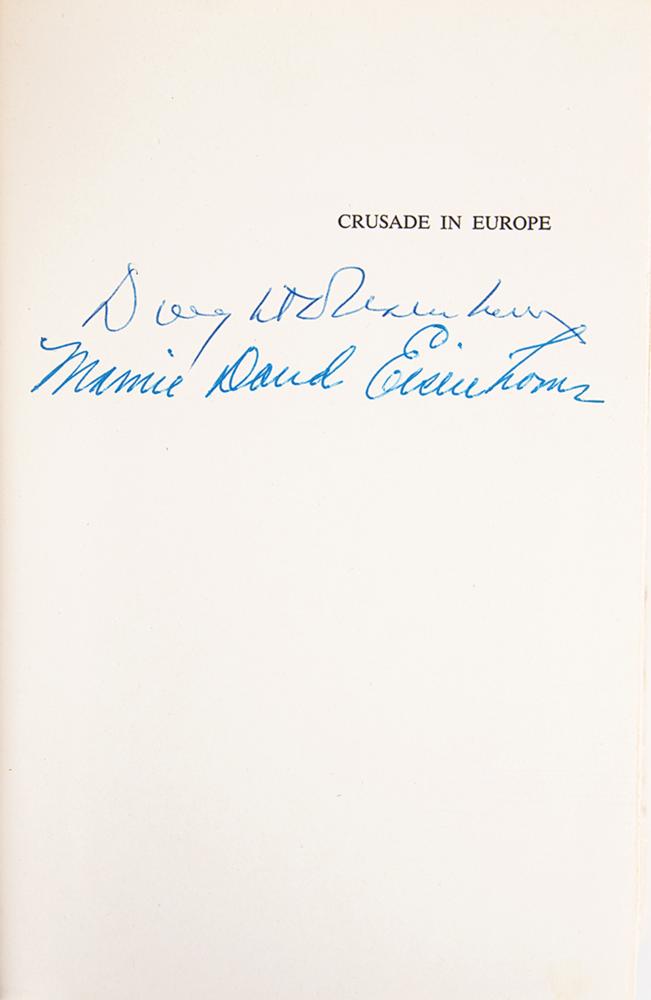 CRUSADE IN EUROPE
Dwight D Eisenhower
Mamie Doud Eisenhower